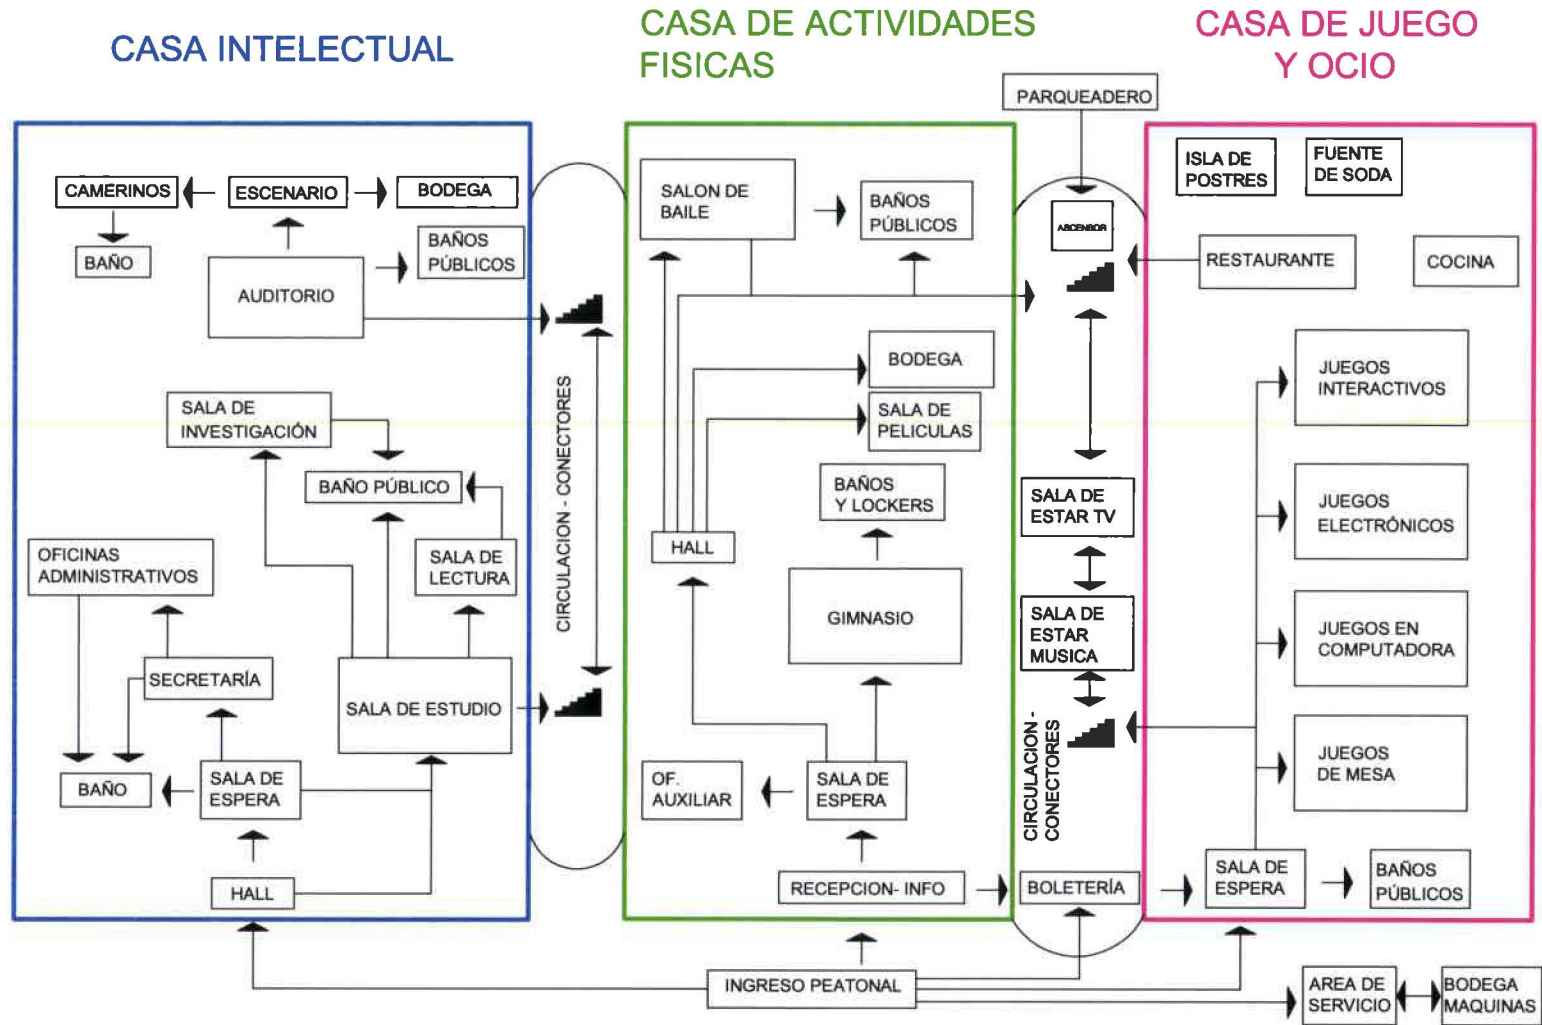 CASA INTELECTUAL
CASA DE ACTIVIDADES
FISICAS
CASA DE JUEGO
Y OCIO
PARQUEADERO
CAMERINOS
ESCENARIO
BODEGA
BAÑO
BAÑOS
PÚBLICOS
AUDITORIO
SALA DE
INVESTIGACIÓN
BAÑO PÚBLICO
OFICINAS
ADMINISTRATIVOS
SALA DE
LECTURA
SECRETARÍA
SALA DE ESTUDIO
BAÑO
SALA DE
ESPERA
HALL
CIRCULACION - CONECTORES
SALON DE
BAILE
BAÑOS
PÚBLICOS
BODEGA
SALA DE
PELICULAS
BAÑOS
Y LOCKERS
HALL
GIMNASIO
OF.
AUXILIAR
SALA DE
ESPERA
RECEPCION- INFO
ASCENSOR
SALA DE
ESTAR TV
SALA DE
ESTAR
MUSICA
CIRCULACION -
CONECTORES
BOLETERÍA
ISLA DE
POSTRES
FUENTE
DE SODA
RESTAURANTE
COCINA
JUEGOS
INTERACTIVOS
JUEGOS
ELECTRÓNICOS
JUEGOS EN
COMPUTADORA
JUEGOS
DE MESA
SALA DE
ESPERA
BAÑOS
PÚBLICOS
INGRESO PEATONAL
AREA DE
SERVICIO
BODEGA
MAQUINAS